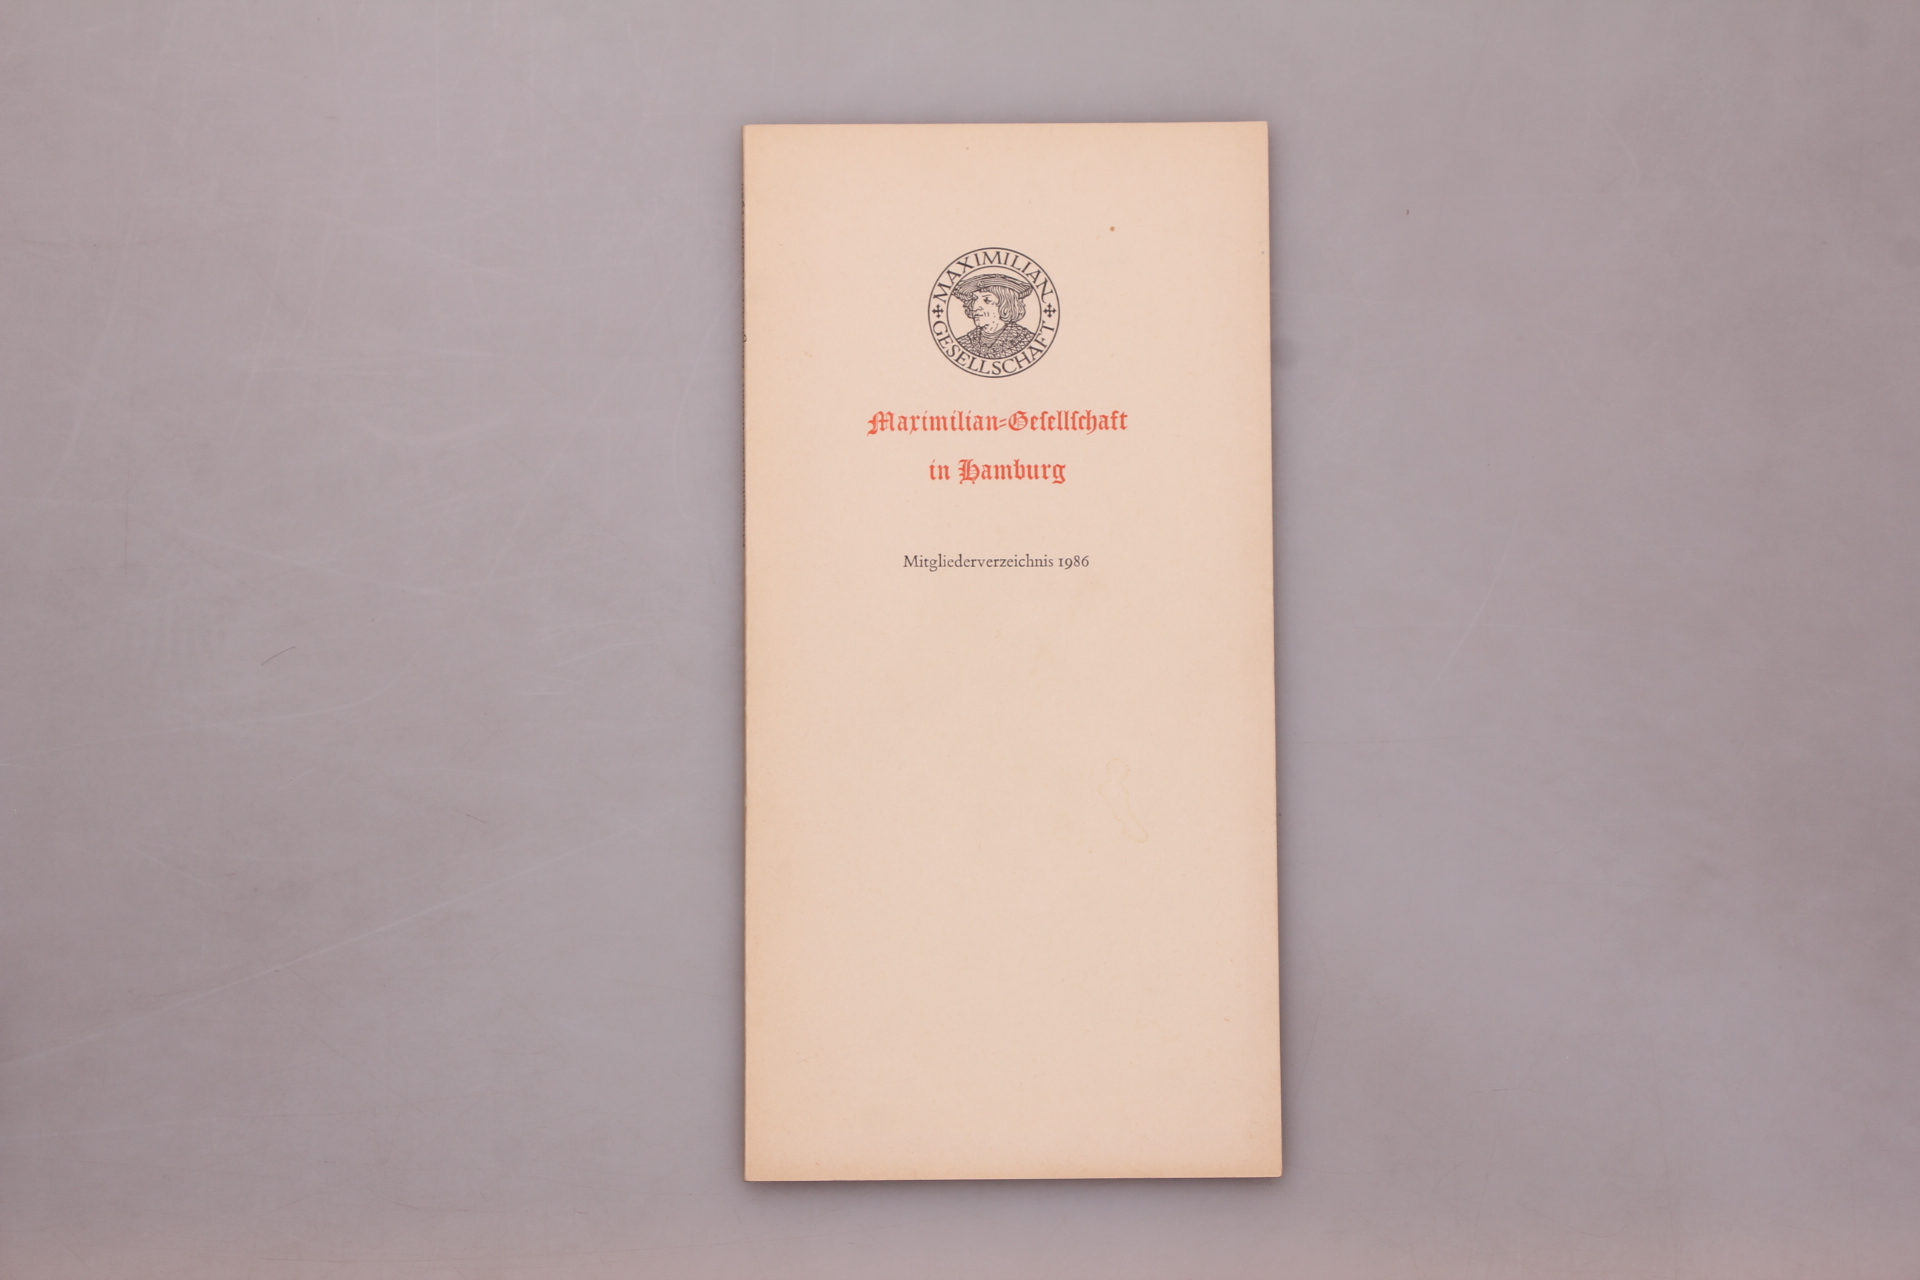 MAXIMILIAN
GESELLSCHAFT
Maximilian=Geſellſchaft
in Hamburg
Mitgliederverzeichnis 1986